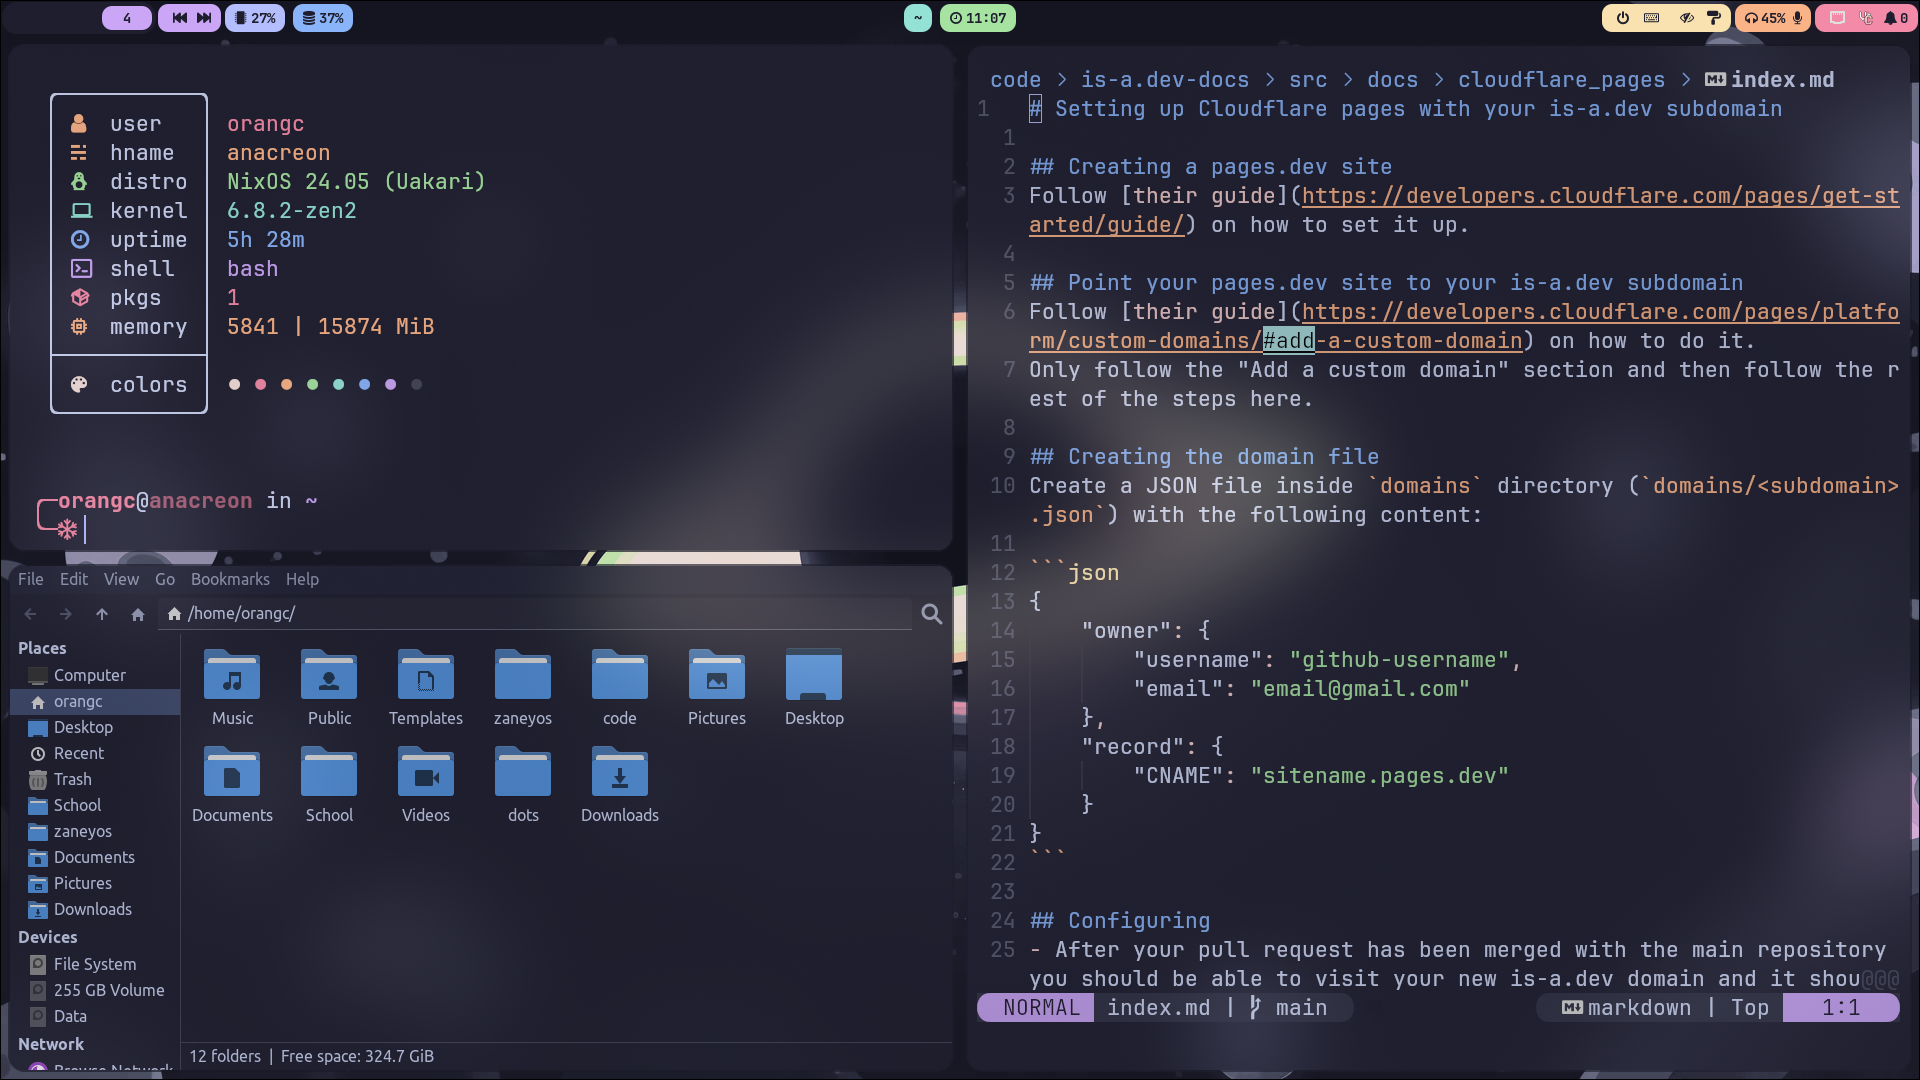 4
27%
37%
~
11:07
45%
0
user orangc
hname anacreon
distro NixOS 24.05 (Uakari)
kernel 6.8.2-zen2
uptime 5h 28m
shell bash
pkgs 1
memory 5841 | 15874 MiB
colors
orangc@anacreon in ~
File Edit View Go Bookmarks Help
/home/orangc/
Places
Computer
orangc
Desktop
Recent
Trash
School
zaneyos
Documents
Pictures
Downloads
Devices
File System
255 GB Volume
Data
Network
Browse Network
Music Public Templates zaneyos code Pictures Desktop
Documents School Videos dots Downloads
12 folders | Free space: 324.7 GiB
code > is-a.dev-docs > src > docs > cloudflare_pages > index.md
1 # Setting up Cloudflare pages with your is-a.dev subdomain
1
2 ## Creating a pages.dev site
3 Follow [their guide](https://developers.cloudflare.com/pages/get-st
arted/guide/) on how to set it up.
4
5 ## Point your pages.dev site to your is-a.dev subdomain
6 Follow [their guide](https://developers.cloudflare.com/pages/platfo
rm/custom-domains/#add-a-custom-domain) on how to do it.
7 Only follow the "Add a custom domain" section and then follow the r
est of the steps here.
8
9 ## Creating the domain file
10 Create a JSON file inside `domains` directory (`domains/<subdomain>
.json`) with the following content:
11
12 ```json
13 {
14 "owner": {
15 "username": "github-username",
16 "email": "email@gmail.com"
17 },
18 "record": {
19 "CNAME": "sitename.pages.dev"
20 }
21 }
22 ```
23
24 ## Configuring
25 - After your pull request has been merged with the main repository
you should be able to visit your new is-a.dev domain and it shou@@@
NORMAL index.md | main markdown | Top 1:1